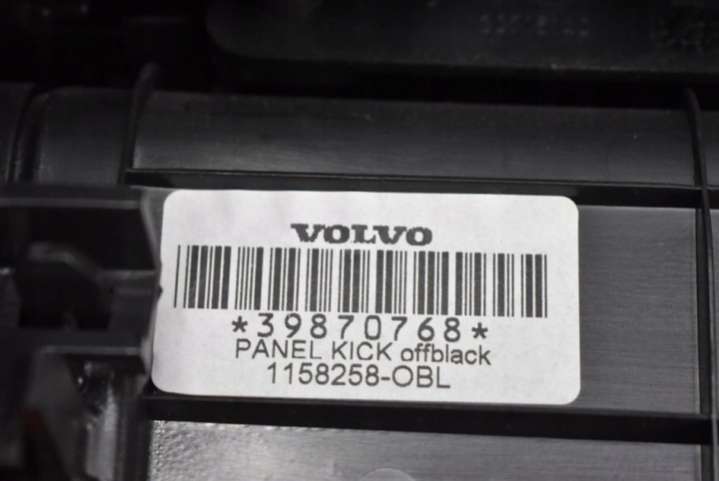 VOLVO
*39870768*
PANEL KICK offblack
1158258-OBL